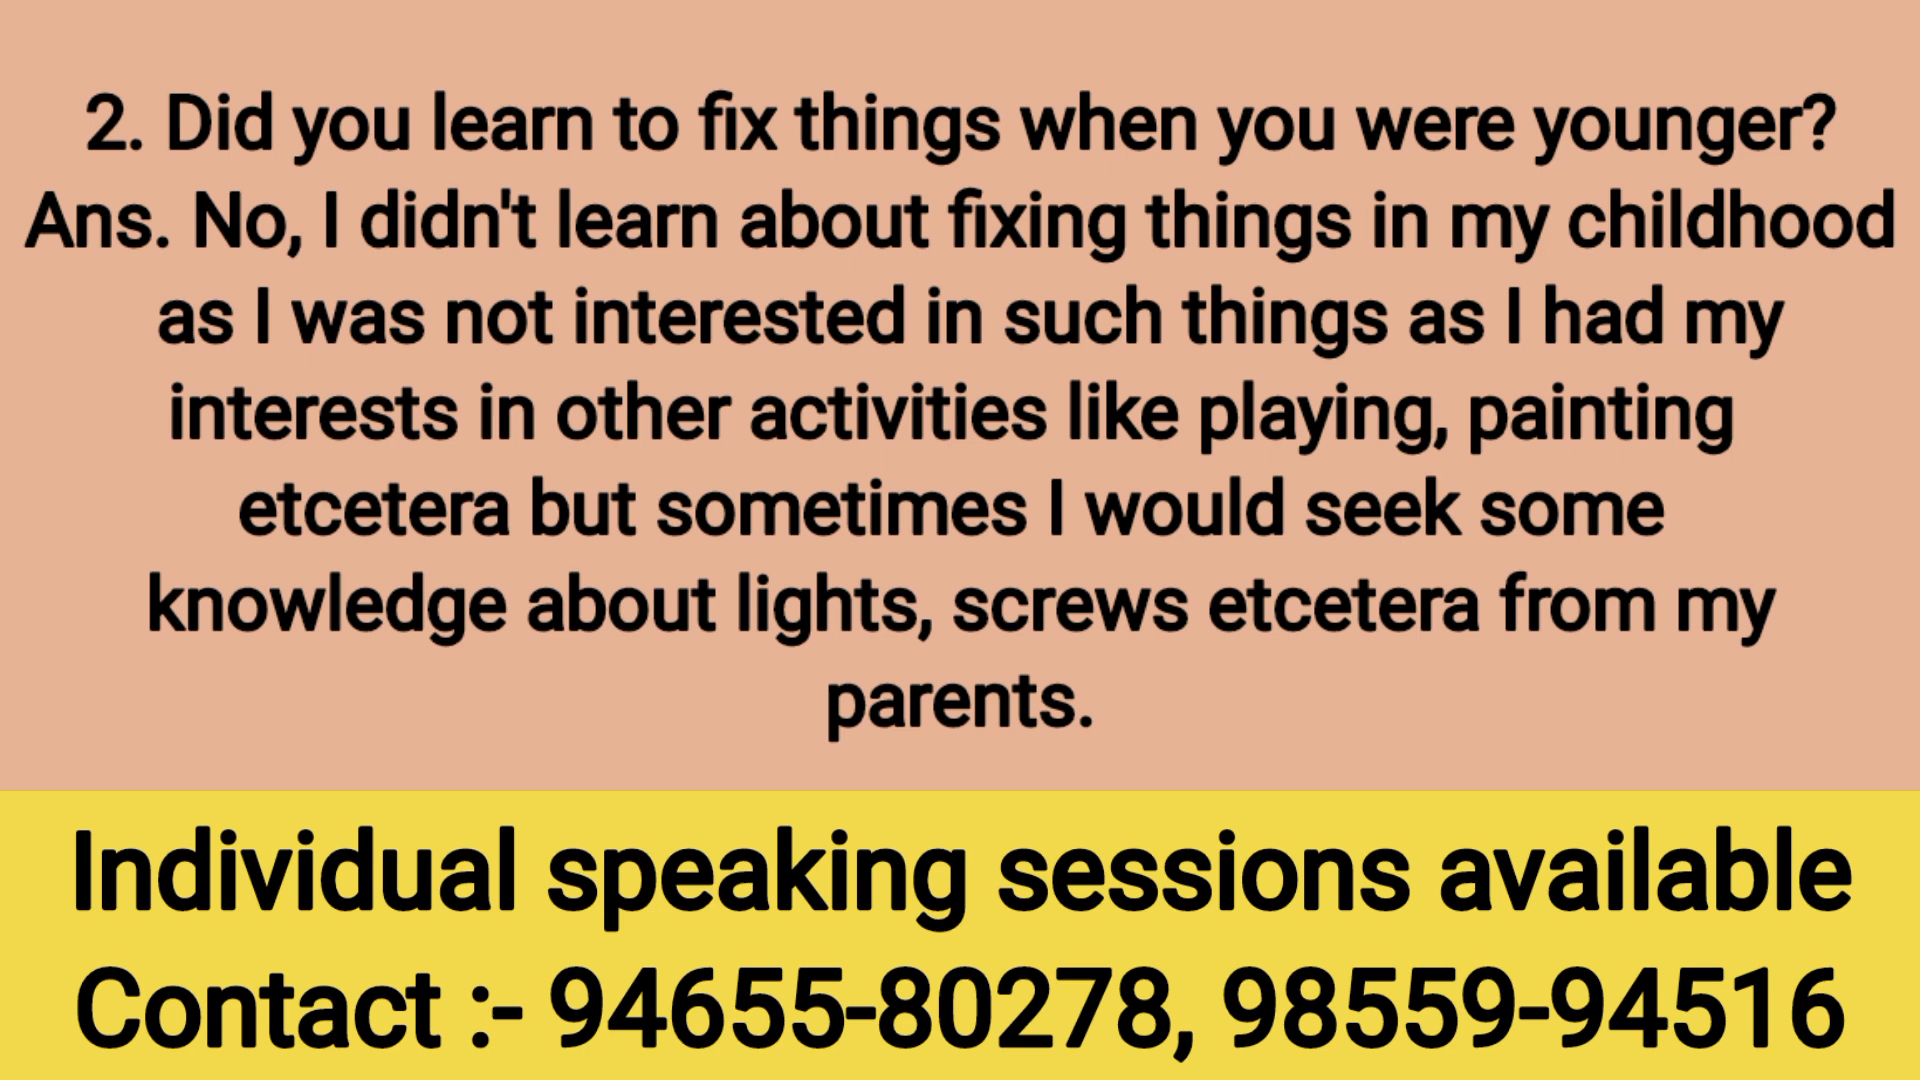 2. Did you learn to fix things when you were younger?
Ans. No, I didn't learn about fixing things in my childhood
as I was not interested in such things as I had my
interests in other activities like playing, painting
etcetera but sometimes I would seek some
knowledge about lights, screws etcetera from my
parents.
Individual speaking sessions available
Contact :- 94655-80278, 98559-94516